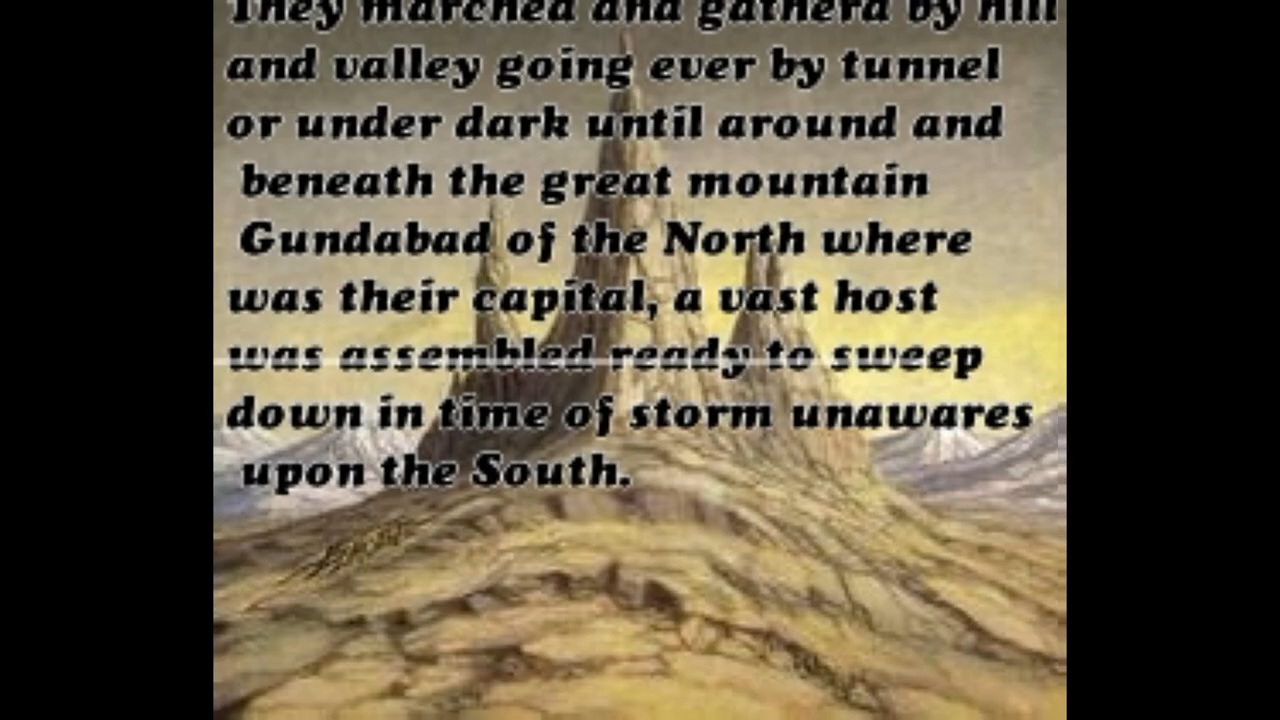 They marched and gatherd by hill
and valley going ever by tunnel
or under dark until around and
beneath the great mountain
Gundabad of the North where
was their capital, a vast host
was assembled ready to sweep
down in time of storm unawares
upon the South.